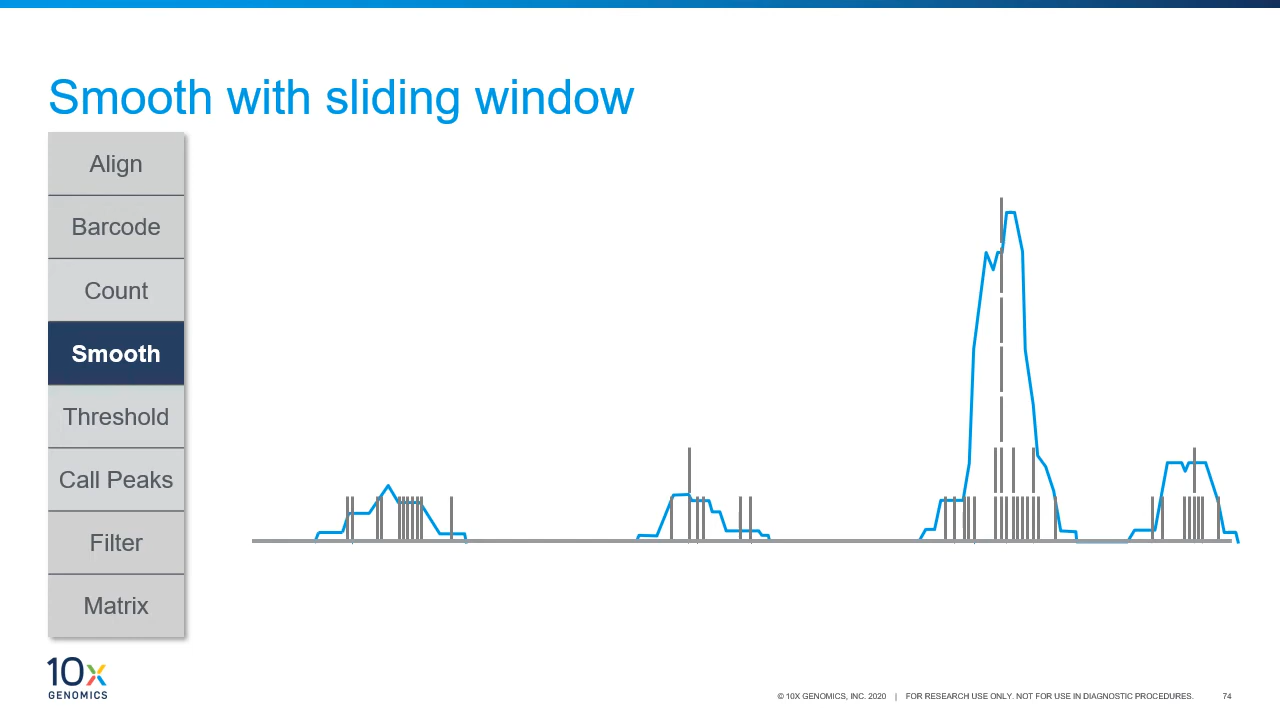 Smooth with sliding window
Align
Barcode
Count
Smooth
Threshold
Call Peaks
Filter
Matrix
10x
GENOMICS
© 10X GENOMICS, INC. 2020 | FOR RESEARCH USE ONLY. NOT FOR USE IN DIAGNOSTIC PROCEDURES. 74